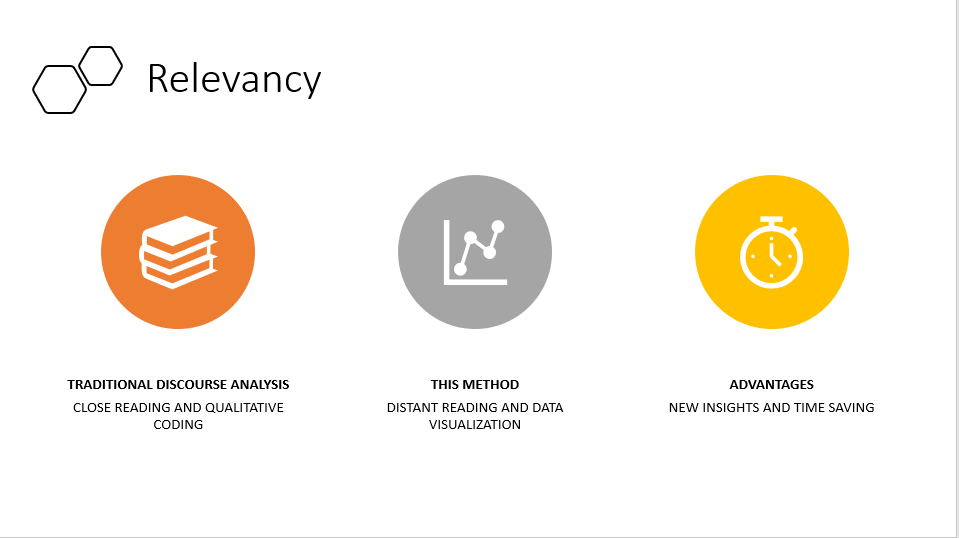 Relevancy
TRADITIONAL DISCOURSE ANALYSIS
CLOSE READING AND QUALITATIVE
CODING
THIS METHOD
DISTANT READING AND DATA
VISUALIZATION
ADVANTAGES
NEW INSIGHTS AND TIME SAVING